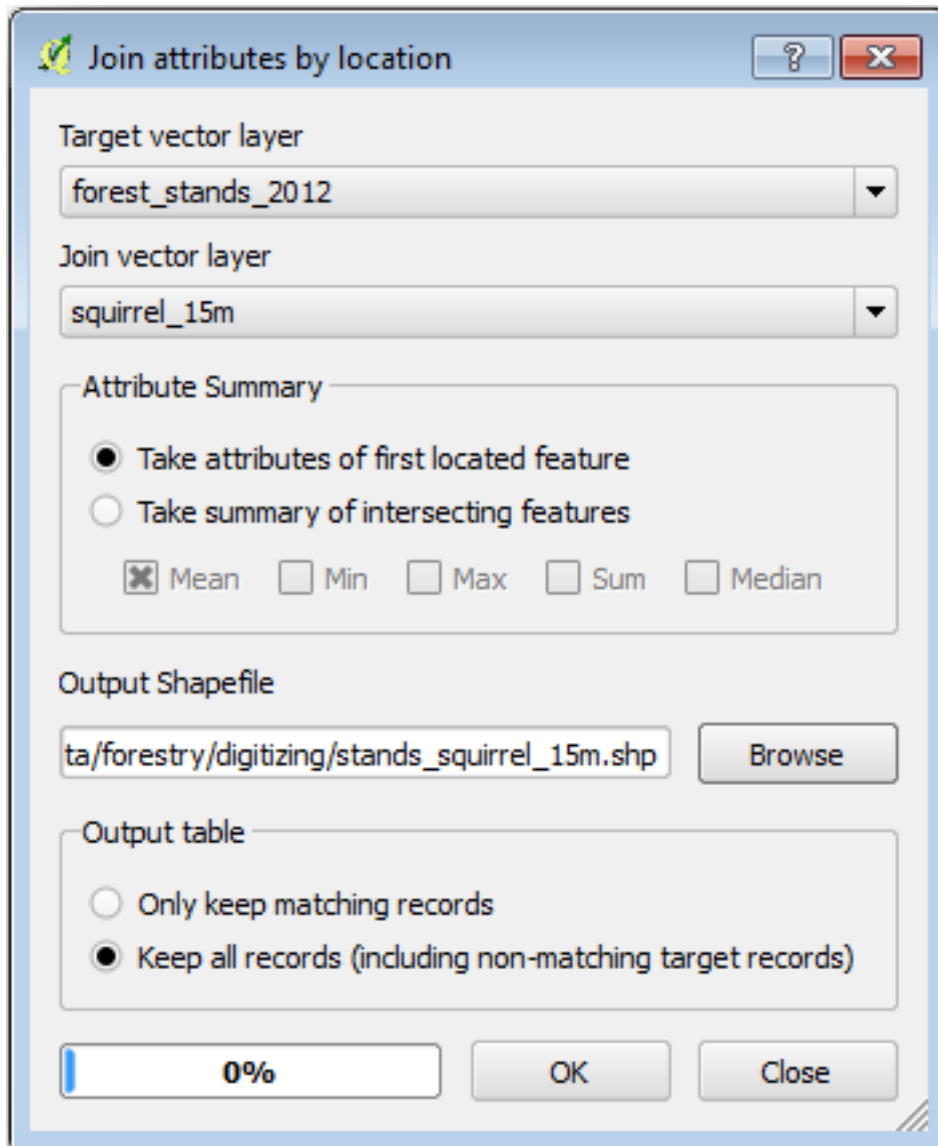 Join attributes by location
Target vector layer
forest_stands_2012
Join vector layer
squirrel_15m
Attribute Summary
Take attributes of first located feature
Take summary of intersecting features
Mean Min Max Sum Median
Output Shapefile
ta/forestry/digitizing/stands_squirrel_15m.shp Browse
Output table
Only keep matching records
Keep all records (including non-matching target records)
0% OK Close